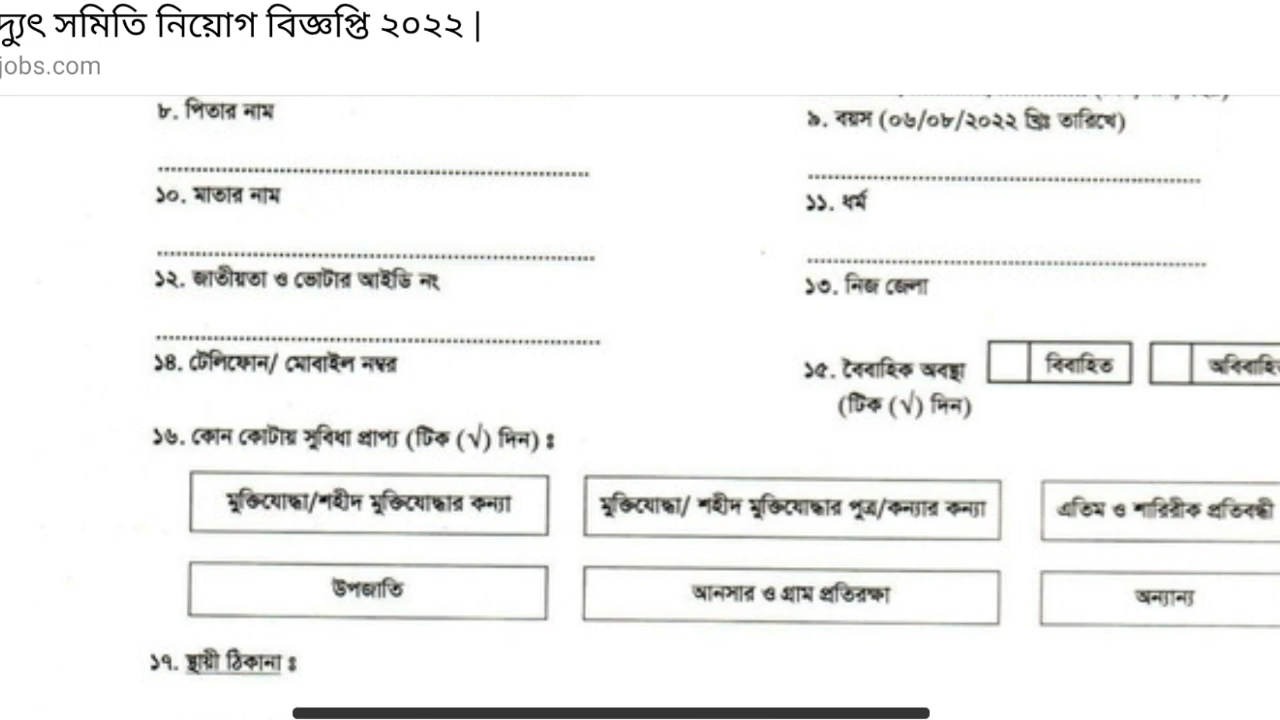 দ্যুৎ সমিতি নিয়োগ বিজ্ঞপ্তি ২০২২ |
jobs.com
৮. পিতার নাম
৯. বয়স (০৬/০৮/২০২২ খ্রিঃ তারিখে)
১০. মাতার নাম
১১. ধর্ম
১২. জাতীয়তা ও ভোটার আইডি নং
১৩. নিজ জেলা
১৪. টেলিফোন/ মোবাইল নম্বর
১৫. বৈবাহিক অবস্থা বিবাহিত অবিবাহি
(টিক (√) দিন)
১৬. কোন কোটায় সুবিধা প্রাপ্য (টিক (√) দিন) ঃ
মুক্তিযোদ্ধা/শহীদ মুক্তিযোদ্ধার কন্যা মুক্তিযোদ্ধা/ শহীদ মুক্তিযোদ্ধার পুত্র/কন্যার কন্যা এতিম ও শারিরীক প্রতিবন্ধী
উপজাতি আনসার ও গ্রাম প্রতিরক্ষা অন্যান্য
১৭. স্থায়ী ঠিকানা ঃ